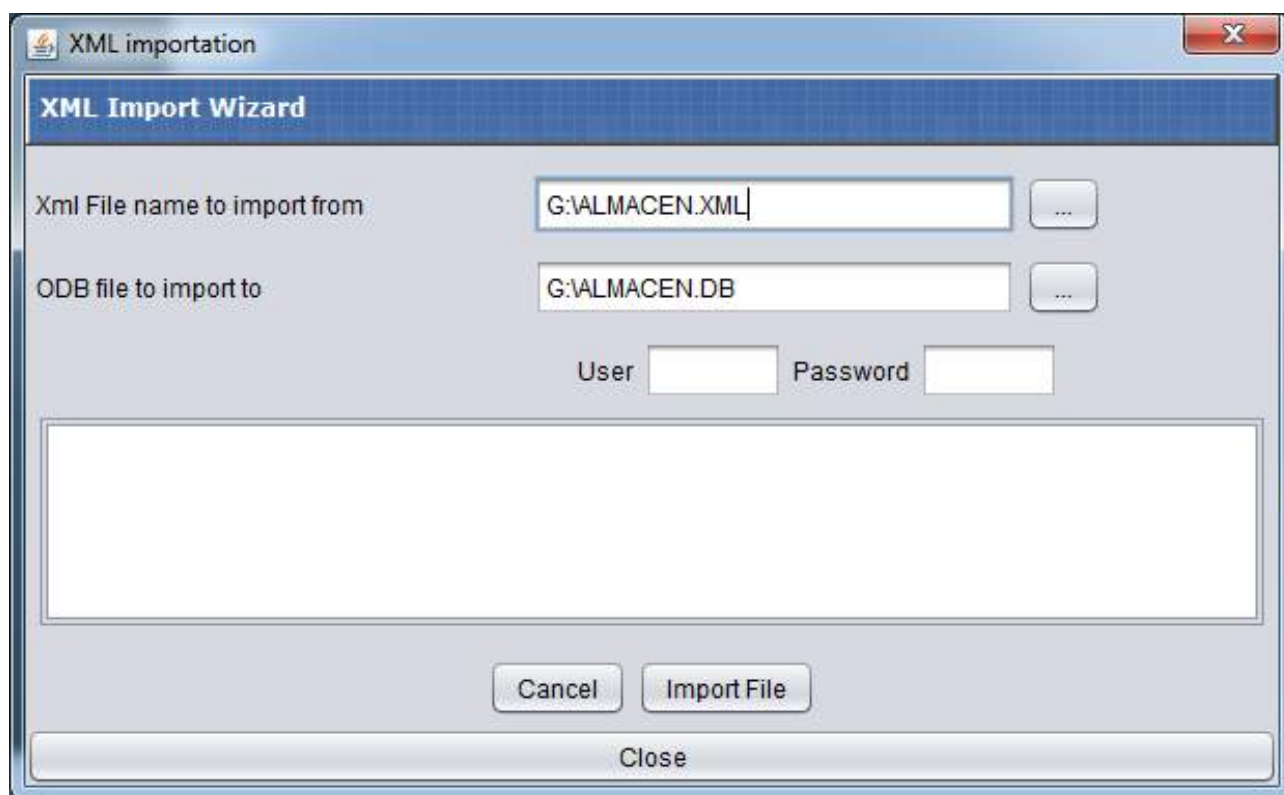 XML importation
XML Import Wizard
Xml File name to import from G:\ALMACEN.XML ...
ODB file to import to G:\ALMACEN.DB ...
User Password
Cancel Import File
Close